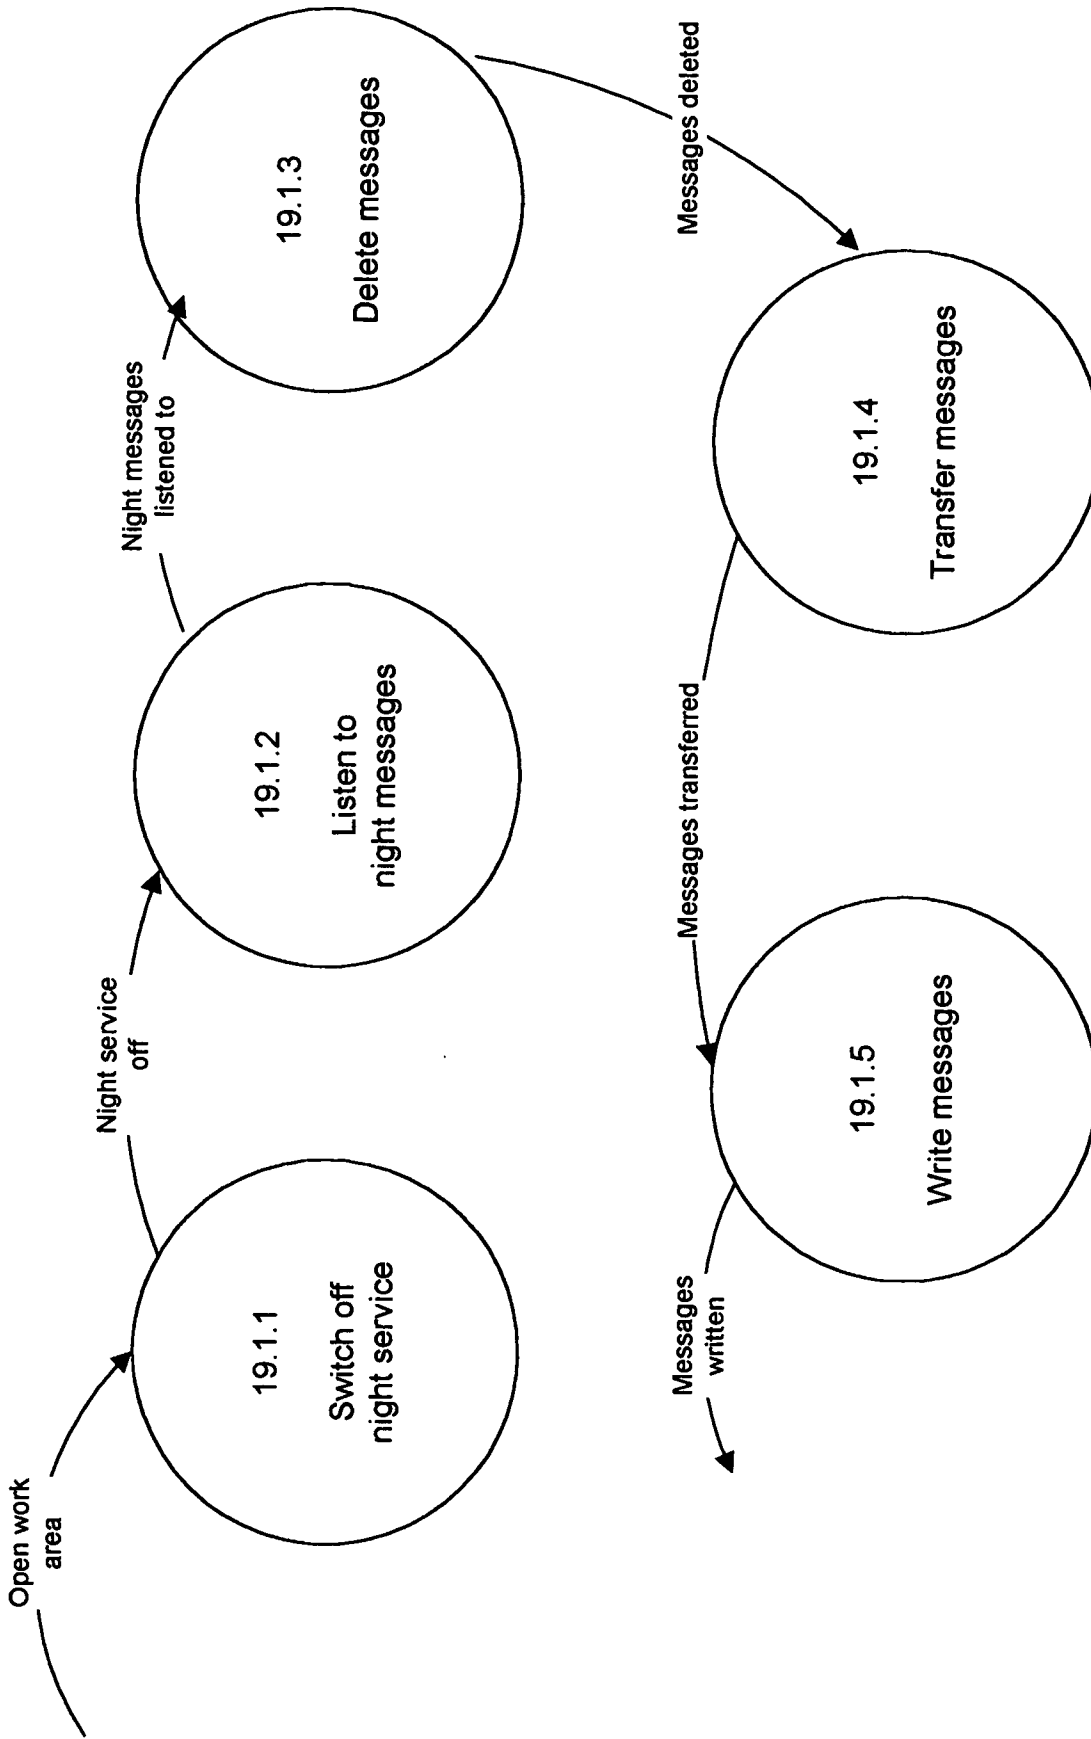 Open work
area
19.1.1
Switch off
night service
Night service
off
19.1.2
Listen to
night messages
Night messages
listened to
19.1.3
Delete messages
Messages deleted
19.1.4
Transfer messages
Messages transferred
19.1.5
Write messages
Messages
written